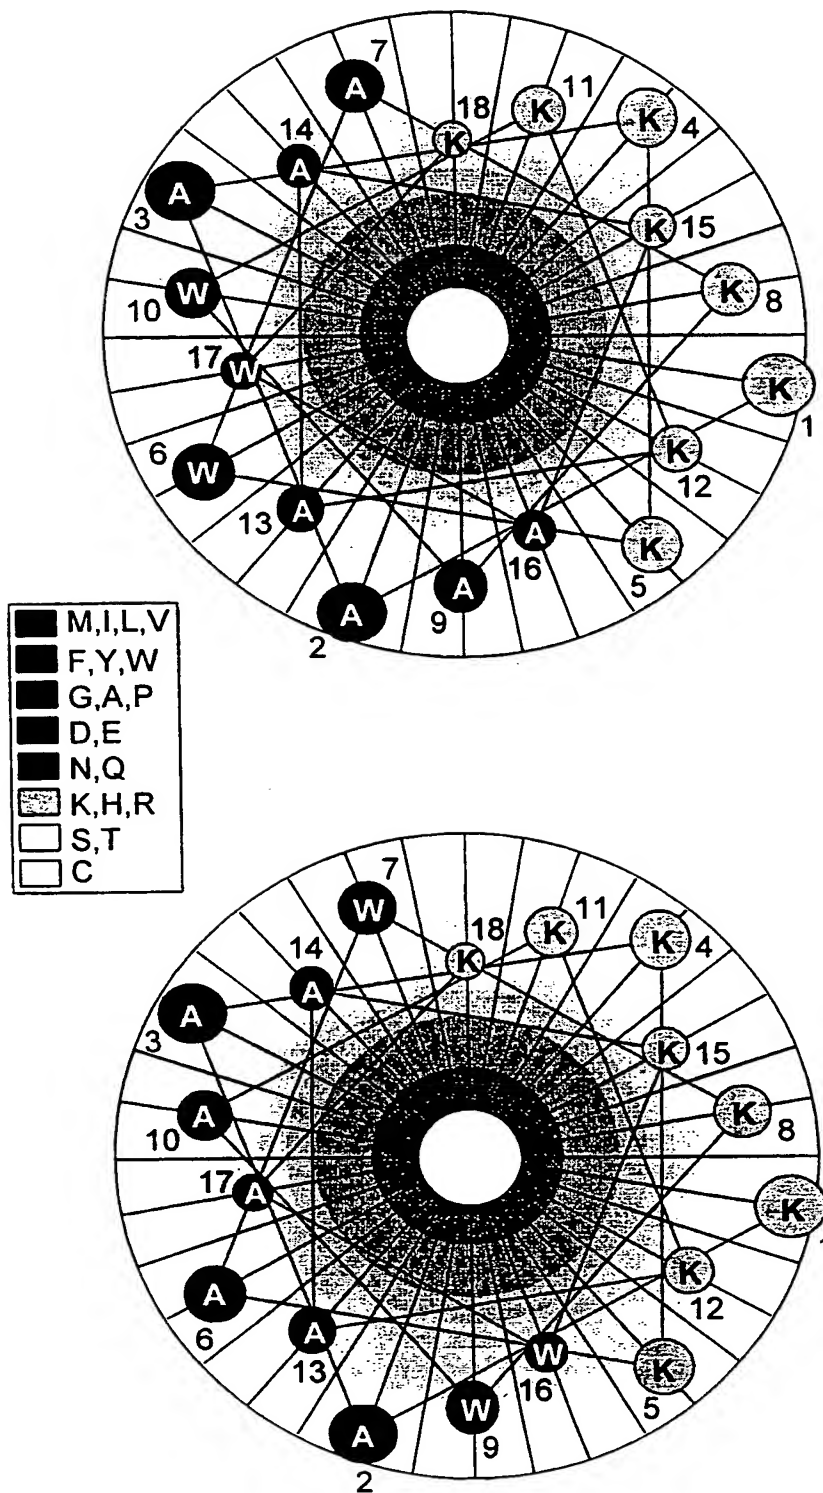 7
A
11
K
18
K
4
K
14
A
A
3
K
15
W
10
K
8
17
W
K
1
W
6
K
12
A
13
A
16
K
5
A
2
A
9
M,I,L,V
F,Y,W
G,A,P
D,E
N,Q
K,H,R
S,T
C
7
W
11
K
18
K
4
K
14
A
A
3
K
15
A
10
K
8
17
A
K
A
6
K
12
A
13
W
16
K
5
A
2
W
9